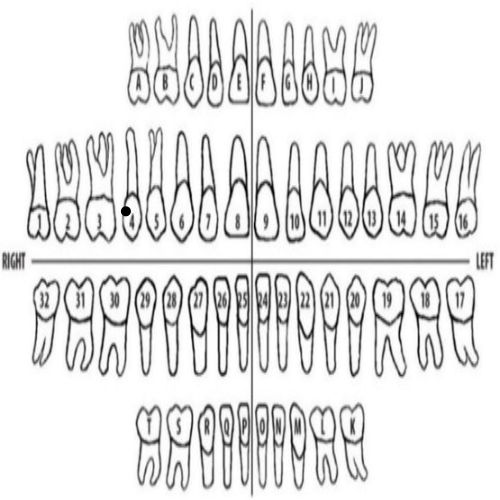 A B C D E F G H I J
1 2 3 4 5 6 7 8 9 10 11 12 13 14 15 16
RIGHT LEFT
32 31 30 29 28 27 26 25 24 23 22 21 20 19 18 17
T S R Q P O N M L K